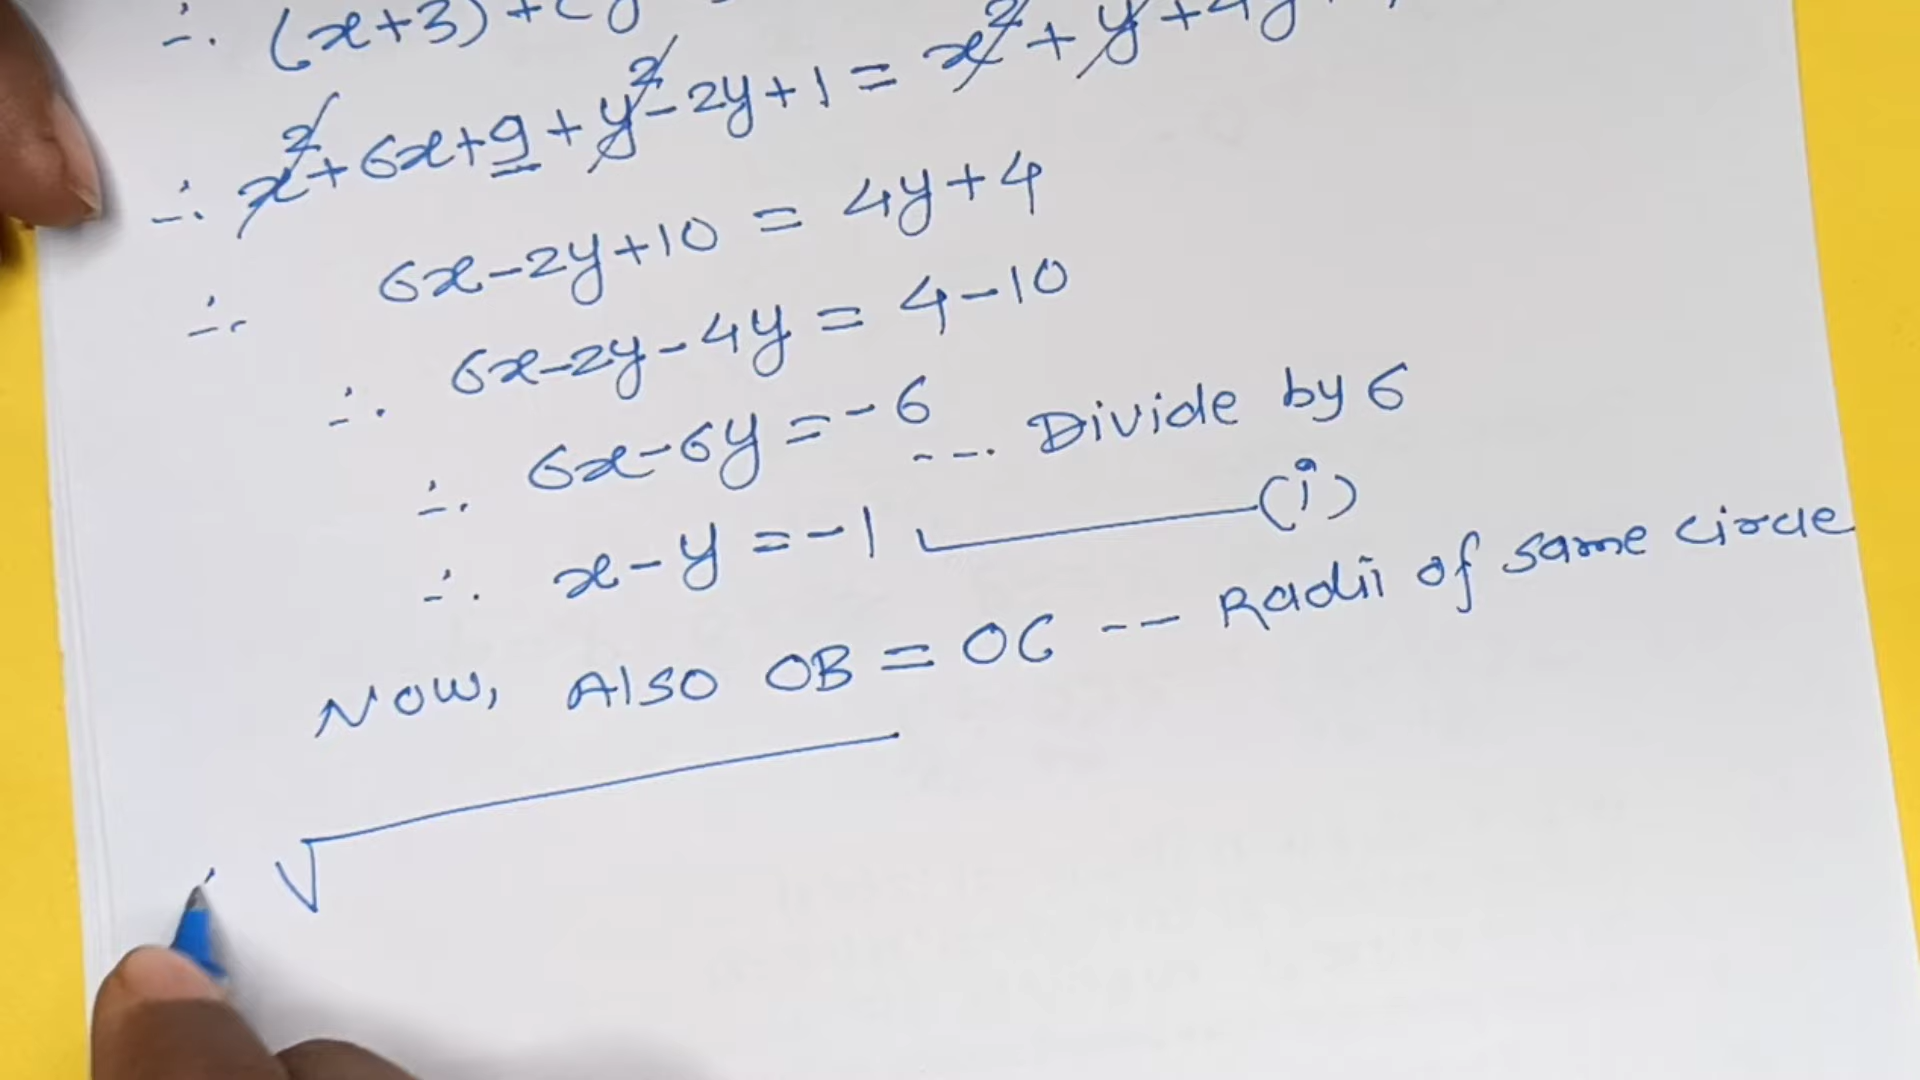 ∴ (x+3) + (y
∴ x²+6x+9+y²-2y+1 = x²+y+4y
∴ 6x-2y+10 = 4y+4
∴ 6x-2y-4y = 4-10
∴ 6x-6y = -6 --- Divide by 6
∴ x-y = -1 (i)
Now, Also OB = OC --- Radii of same circle
√